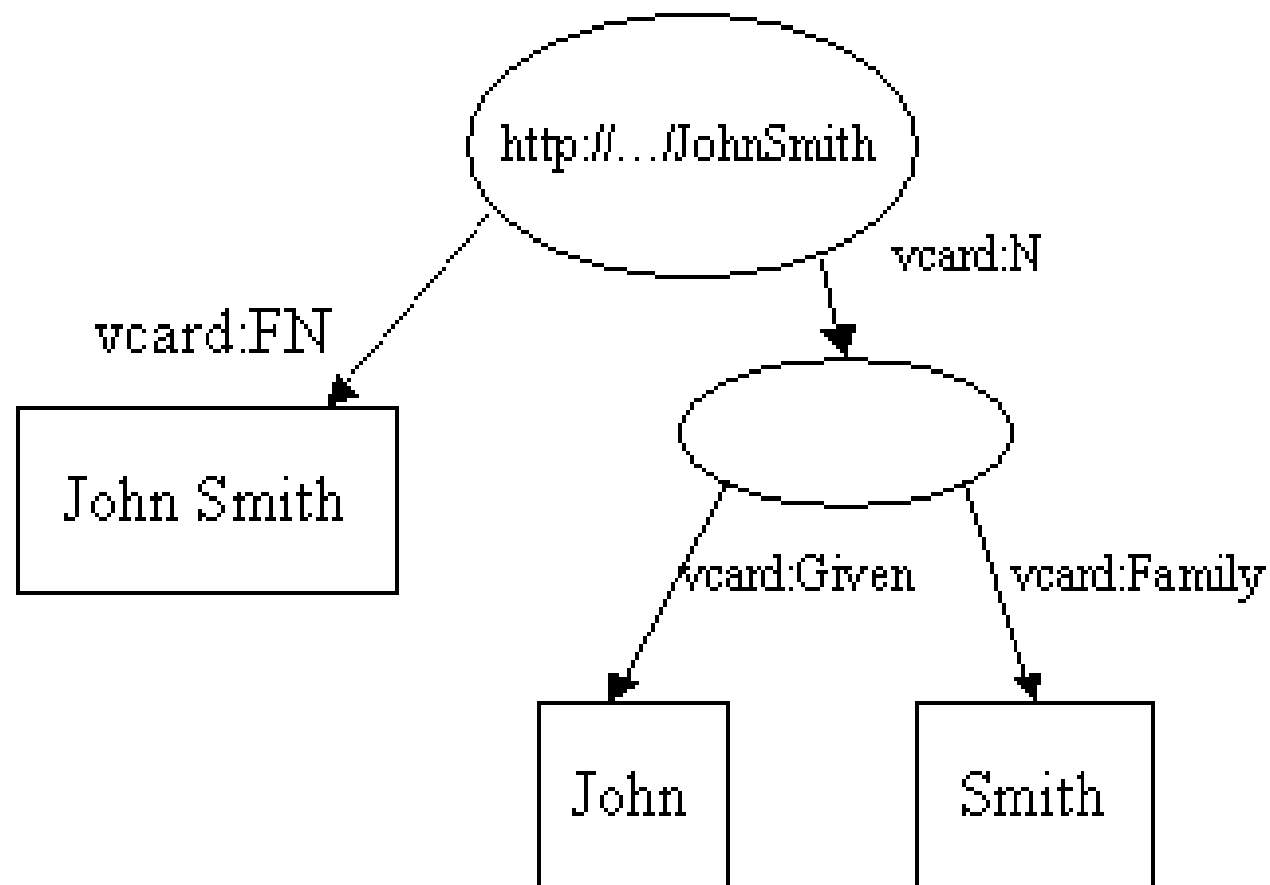 http://.../JohnSmith
vcard:N
vcard:FN
John Smith
vcard:Given
vcard:Family
John
Smith